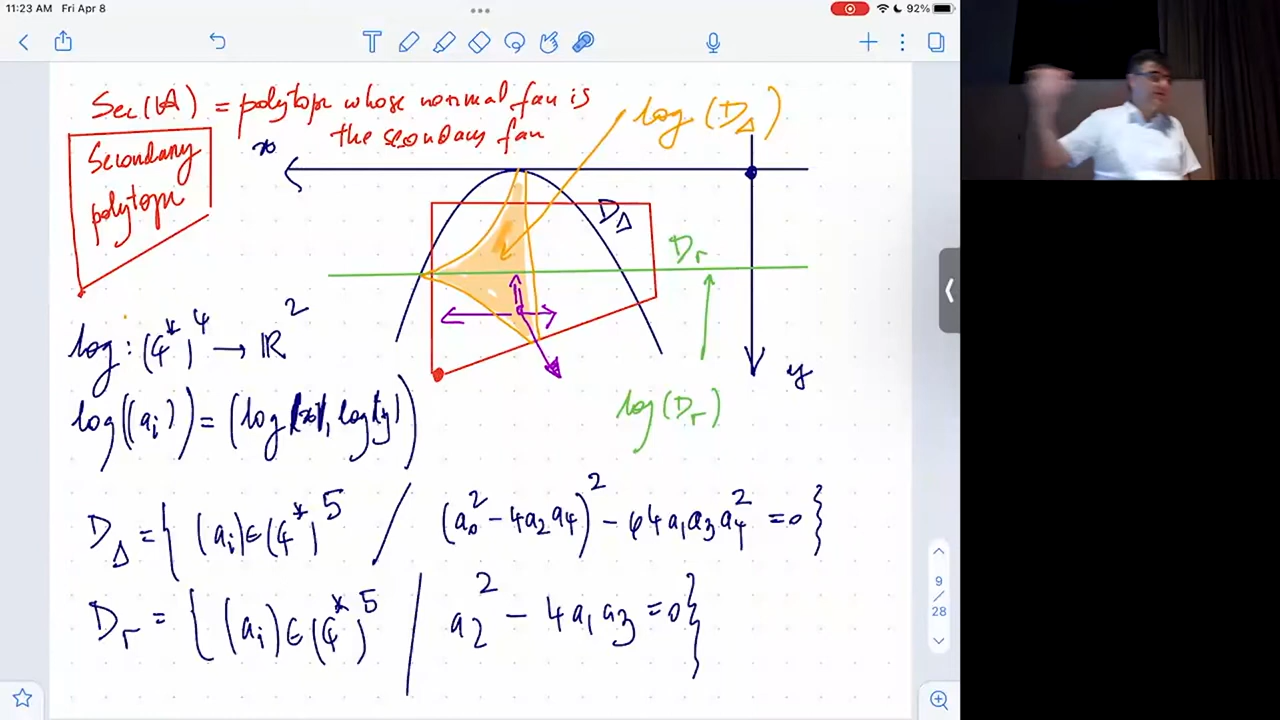 11:23 AM Fri Apr 8
92%
Sec(A) = polytope whose normal fan is
the secondary fan
Secondary
polytope
x
log(D_Δ)
D_Δ
D_Γ
y
log(D_Γ)
log: (ℂ*)^4 → ℝ^2
log((a_i)) = (log|x|, log|y|)
D_Δ = { (a_i) ∈ (ℂ*)^5 / (a_0^2 - 4a_2a_4)^2 - 64a_1a_3a_4^2 = 0 }
D_Γ = { (a_i) ∈ (ℂ*)^5 / a_2^2 - 4a_1a_3 = 0 }
9
/
28